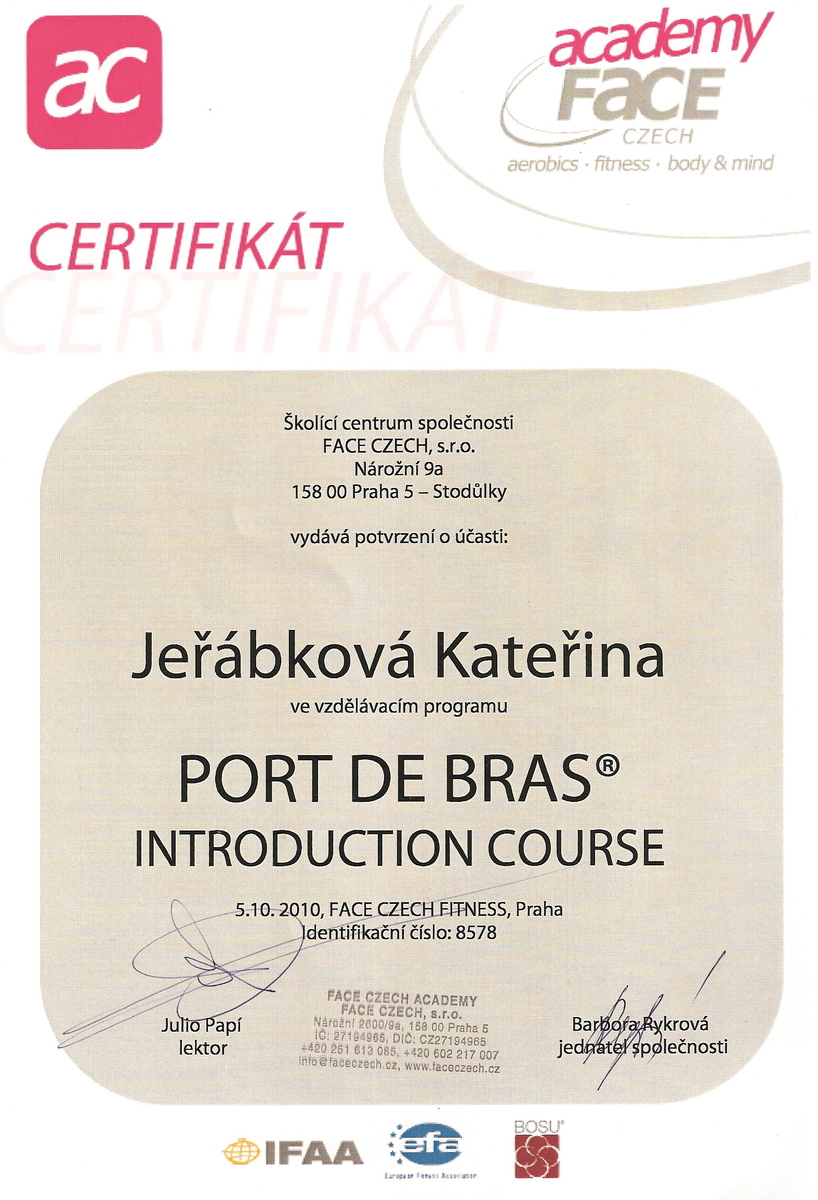 ac
academy
FACE
CZECH
aerobics · fitness · body & mind
CERTIFIKÁT
CERTIFIKÁT
Školící centrum společnosti
FACE CZECH, s.r.o.
Nárožní 9a
158 00 Praha 5 – Stodůlky
vydává potvrzení o účasti:
Jeřábková Kateřina
ve vzdělávacím programu
PORT DE BRAS®
INTRODUCTION COURSE
5.10. 2010, FACE CZECH FITNESS, Praha
Identifikační číslo: 8578
FACE CZECH ACADEMY
FACE CZECH, s.r.o.
Nárožní 2600/9a, 158 00 Praha 5
IČ: 27194965, DIČ: CZ27194965
+420 251 613 085, +420 602 217 007
info@faceczech.cz, www.faceczech.cz
Julio Papí
lektor
Barbora Rykrová
jednatel společnosti
IFAA
efa
European Fitness Association
BOSU®